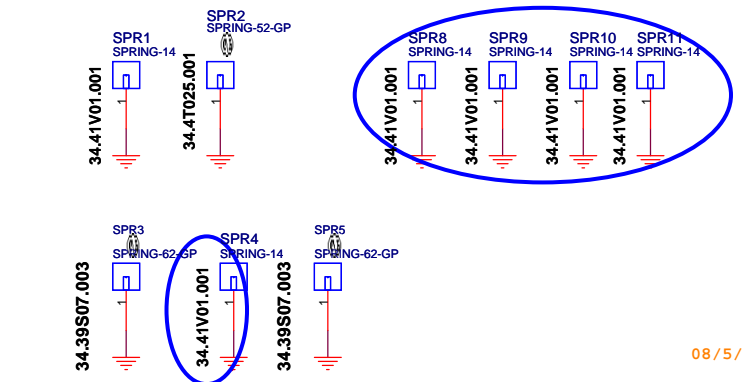 SPR1
SPRING-14
34.41V01.001
1
SPR2
SPRING-52-GP
34.4T025.001
1
SPR8
SPRING-14
34.41V01.001
1
SPR9
SPRING-14
34.41V01.001
1
SPR10
SPRING-14
34.41V01.001
1
SPR11
SPRING-14
34.41V01.001
1
SPR3
SPRING-62-GP
34.39S07.003
1
SPR4
SPRING-14
34.41V01.001
1
SPR5
SPRING-62-GP
34.39S07.003
1
08/5/